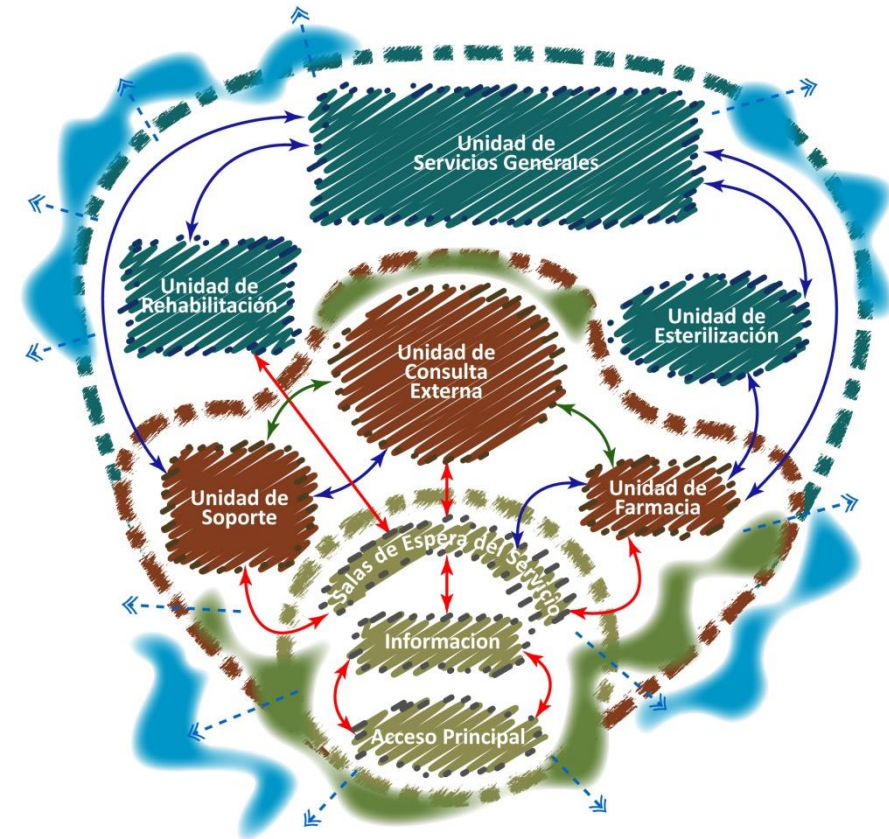 Unidad de
Servicios Generales
Unidad de
Rehabilitación
Unidad de
Esterilización
Unidad de
Consulta
Externa
Unidad de
Soporte
Unidad de
Farmacia
Salas de Espera del Servicio
Informacion
Acceso Principal